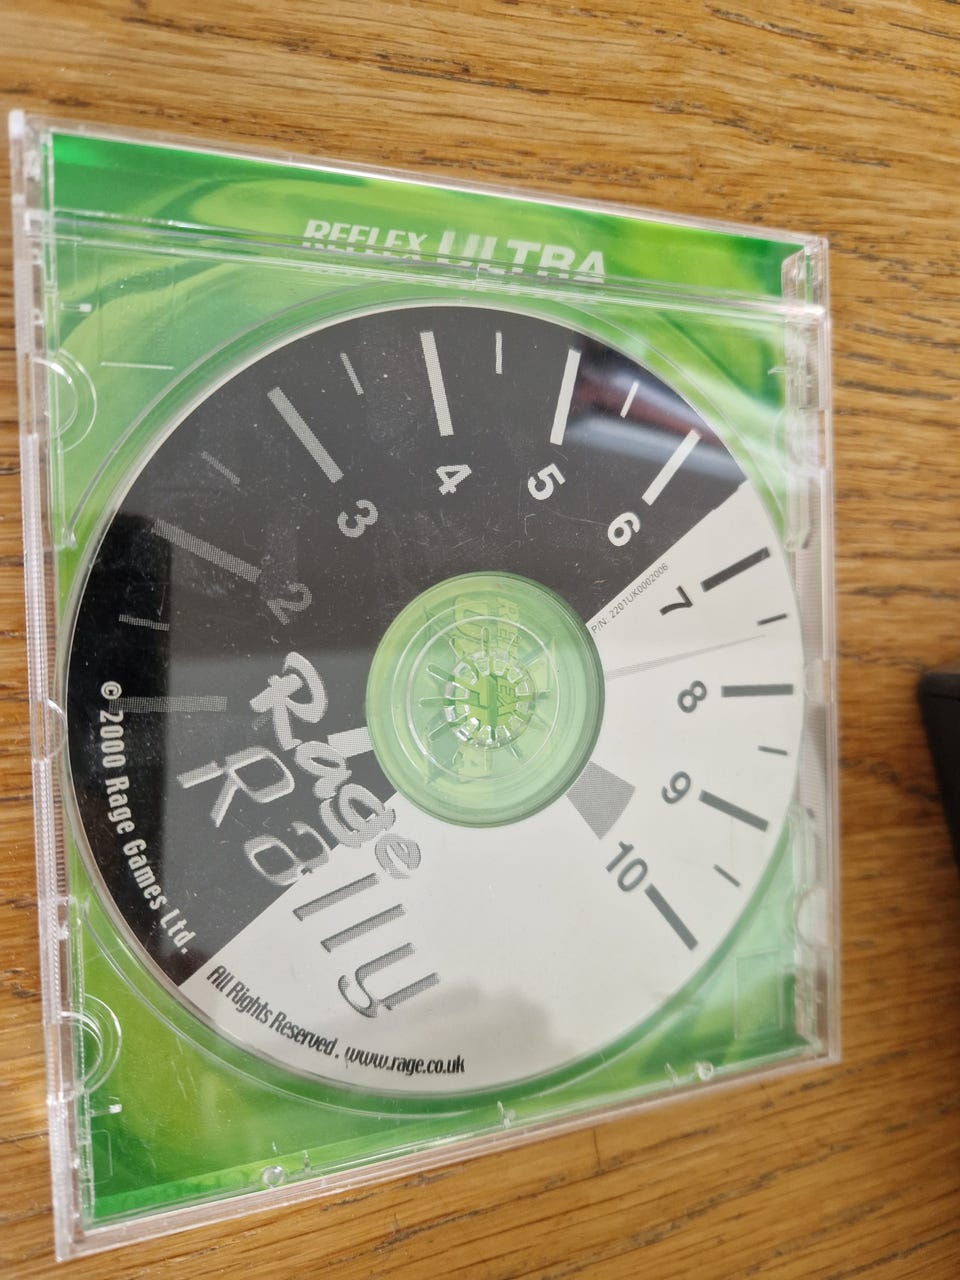 REFLEX ULTRA
2
3
4
5
6
7
8
9
10
P/N: 2201UK0002006
Rage
Rally
© 2000 Rage Games Ltd.
All Rights Reserved. www.rage.co.uk